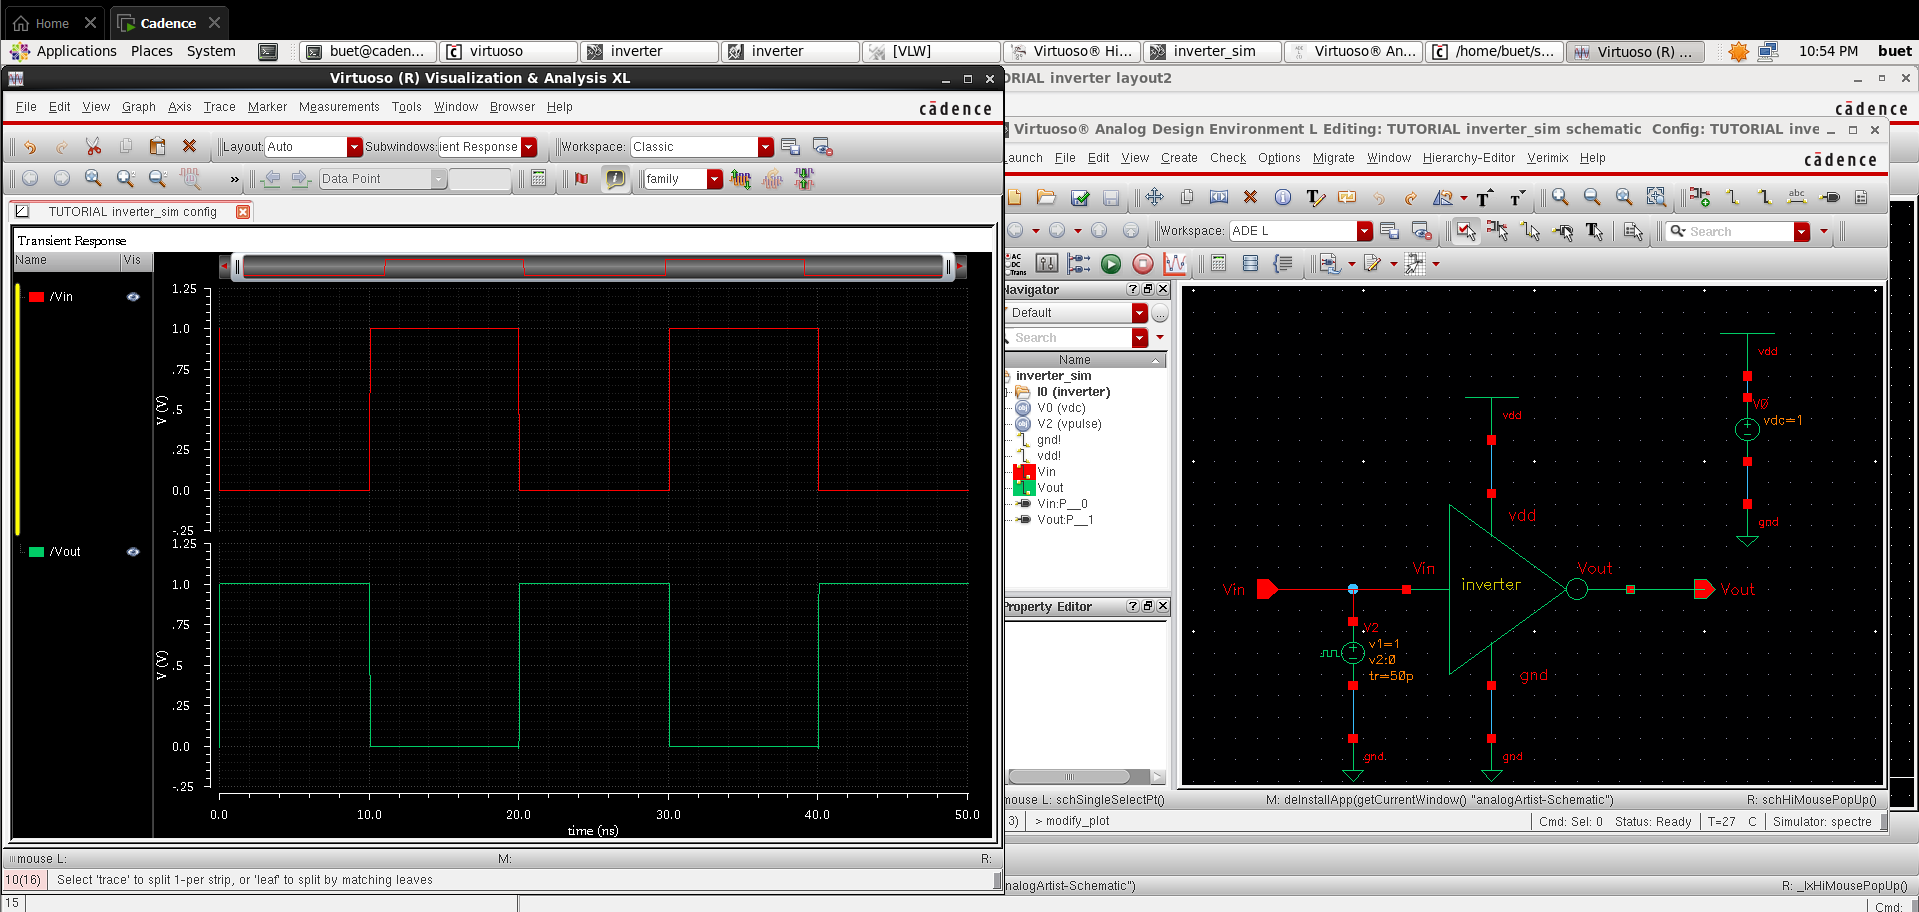 Home
Cadence
Applications Places System
buet@caden...
virtuoso
inverter
inverter
[VLW]
Virtuoso® Hi...
inverter_sim
Virtuoso® An...
/home/buet/s...
Virtuoso (R) ...
10:54 PM buet
Virtuoso (R) Visualization & Analysis XL
File Edit View Graph Axis Trace Marker Measurements Tools Window Browser Help
cādence
Layout: Auto
Subwindows: ient Response
Workspace: Classic
»
Data Point
family
TUTORIAL inverter_sim config
Transient Response
Name Vis
/Vin
1.25
1.0
.75
.5
.25
0.0
-.25
V (V)
/Vout
1.25
1.0
.75
.5
.25
0.0
-.25
V (V)
0.0 10.0 20.0 30.0 40.0 50.0
time (ns)
mouse L: M: R:
10(16) Select 'trace' to split 1-per strip, or 'leaf' to split by matching leaves
15
TORIAL inverter layout2
cādence
Virtuoso® Analog Design Environment L Editing: TUTORIAL inverter_sim schematic Config: TUTORIAL inve
aunch File Edit View Create Check Options Migrate Window Hierarchy-Editor Verimix Help
cādence
abc
Workspace: ADE L
Search
AC
DC
Trans
Navigator
Default
Search
Name
inverter_sim
I0 (inverter)
V0 (vdc)
V2 (vpulse)
gnd!
vdd!
Vin
Vout
Vin:P__0
Vout:P__1
Property Editor
vdd
V0
vdc=1
gnd
vdd
vdd
Vin
Vin
inverter
Vout
Vout
V2
v1=1
v2:0
tr=50p
gnd
gnd
gnd
mouse L: schSingleSelectPt() M: deInstallApp(getCurrentWindow() "analogArtist-Schematic") R: schHiMousePopUp()
3) > modify_plot
Cmd: Sel: 0 Status: Ready T=27 C Simulator: spectre
nalogArtist-Schematic") R: _lxHiMousePopUp()
Cmd: